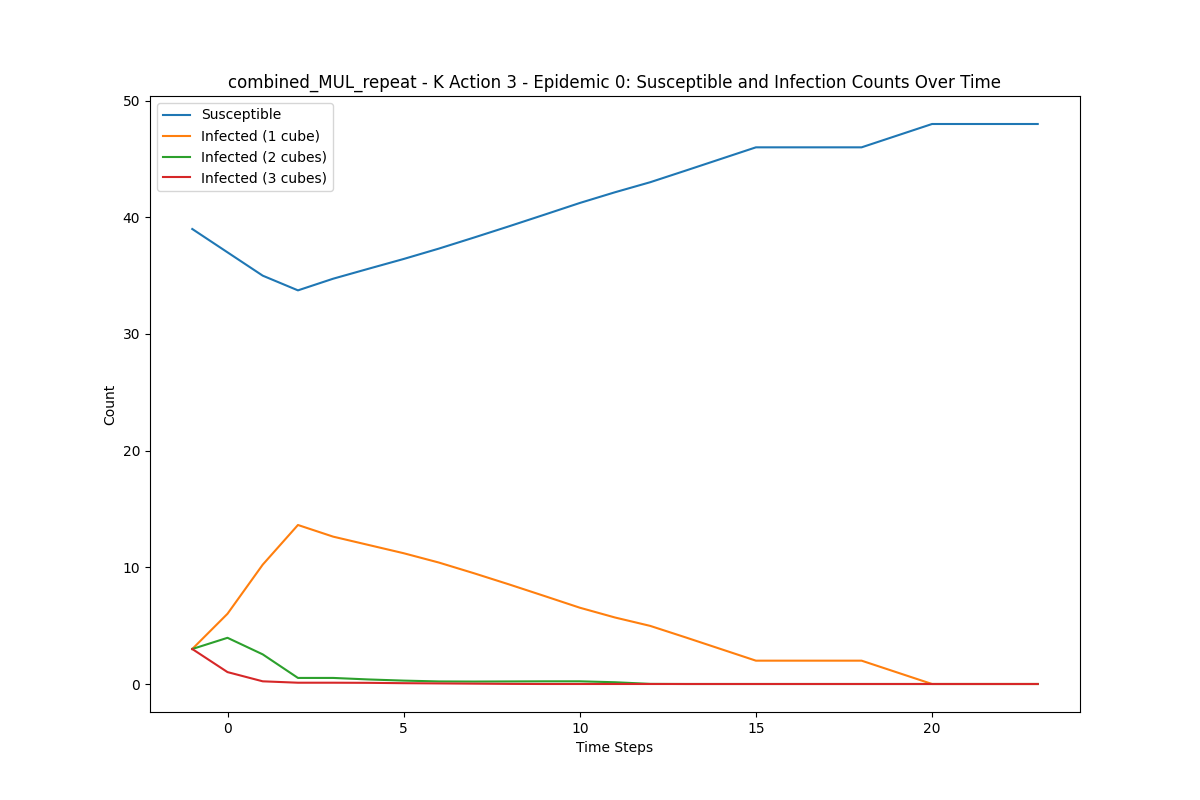 combined_MUL_repeat - K Action 3 - Epidemic 0: Susceptible and Infection Counts Over Time
50
Susceptible
Infected (1 cube)
Infected (2 cubes)
Infected (3 cubes)
40
30
Count
20
10
0
0 5 10 15 20
Time Steps